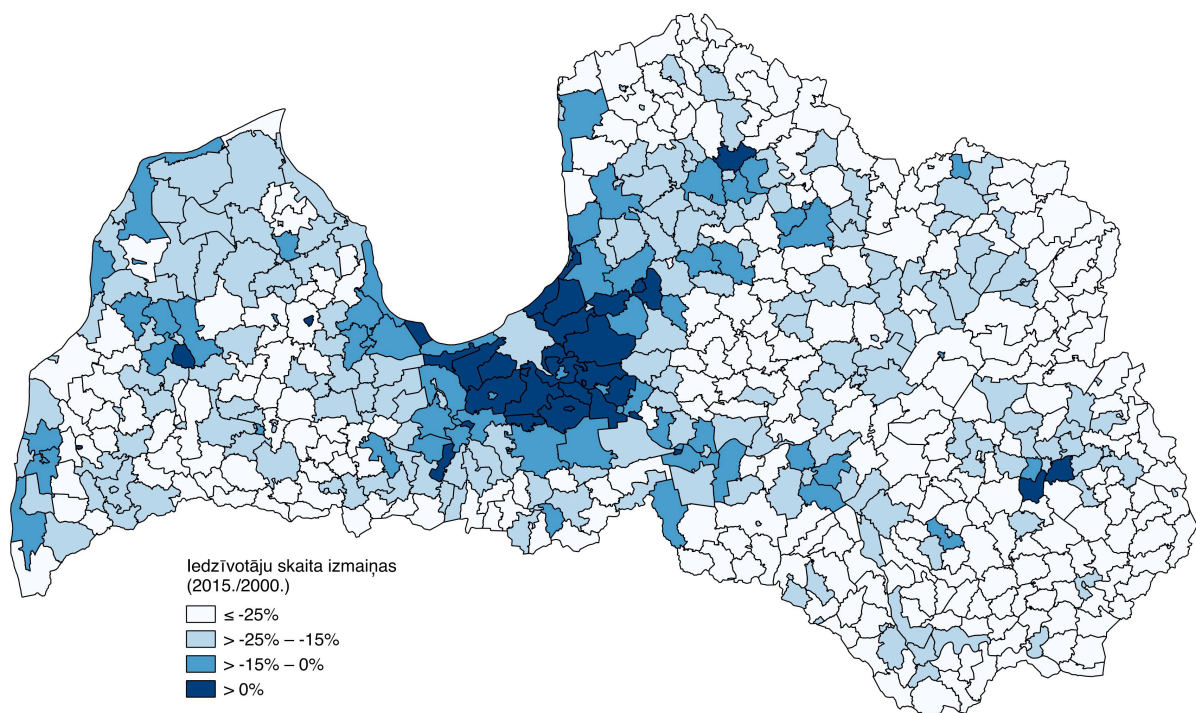 Iedzīvotāju skaita izmaiņas
(2015./2000.)
≤ -25%
> -25% – -15%
> -15% – 0%
> 0%